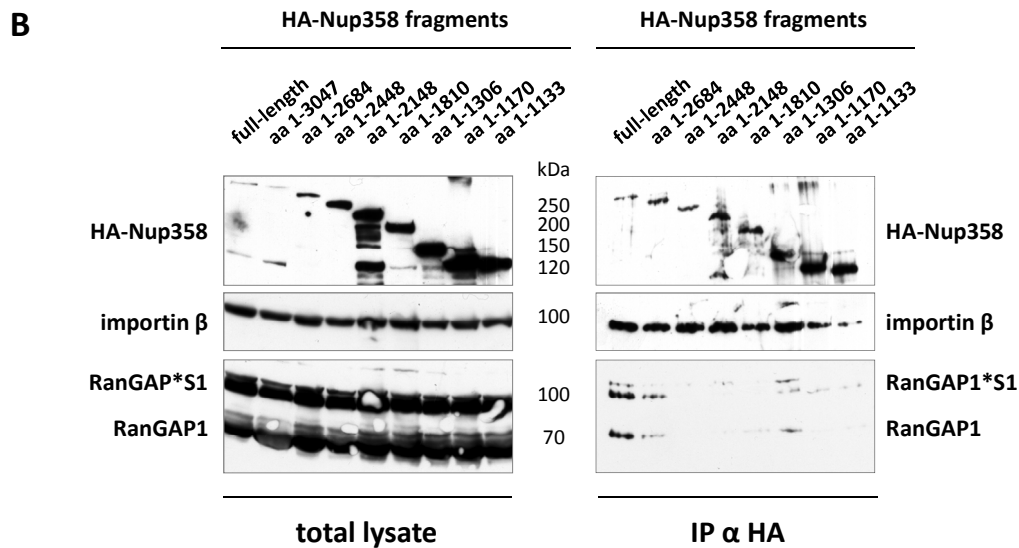 B
HA-Nup358 fragments
HA-Nup358 fragments
full-length
aa 1-3047
aa 1-2684
aa 1-2448
aa 1-2148
aa 1-1810
aa 1-1306
aa 1-1170
aa 1-1133
full-length
aa 1-2684
aa 1-2448
aa 1-2148
aa 1-1810
aa 1-1306
aa 1-1170
aa 1-1133
kDa
HA-Nup358
250
200
150
120
HA-Nup358
importin β
100
importin β
RanGAP*S1
100
RanGAP1*S1
RanGAP1
70
RanGAP1
total lysate
IP α HA